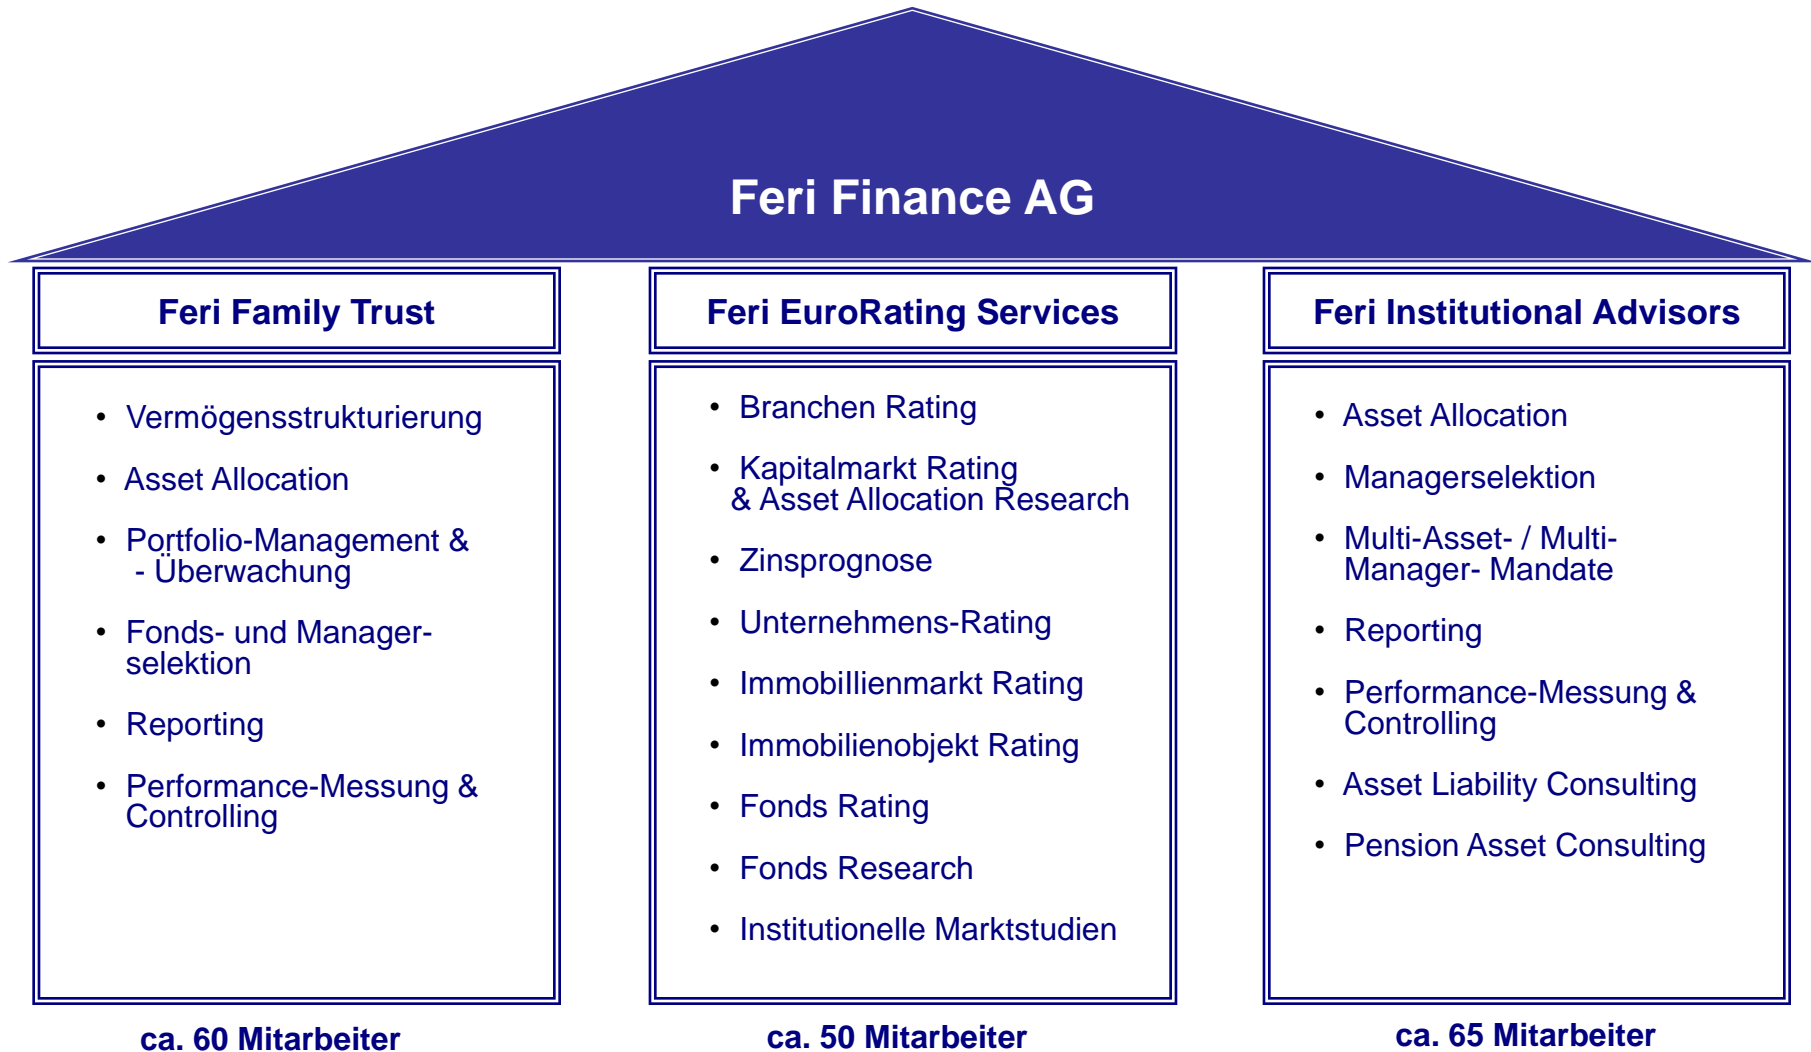 Feri Finance AG
Feri Family Trust
• Vermögensstrukturierung
• Asset Allocation
• Portfolio-Management &
- Überwachung
• Fonds- und Manager-
selektion
• Reporting
• Performance-Messung &
Controlling
ca. 60 Mitarbeiter
Feri EuroRating Services
• Branchen Rating
• Kapitalmarkt Rating
& Asset Allocation Research
• Zinsprognose
• Unternehmens-Rating
• Immobillienmarkt Rating
• Immobilienobjekt Rating
• Fonds Rating
• Fonds Research
• Institutionelle Marktstudien
ca. 50 Mitarbeiter
Feri Institutional Advisors
• Asset Allocation
• Managerselektion
• Multi-Asset- / Multi-
Manager- Mandate
• Reporting
• Performance-Messung &
Controlling
• Asset Liability Consulting
• Pension Asset Consulting
ca. 65 Mitarbeiter